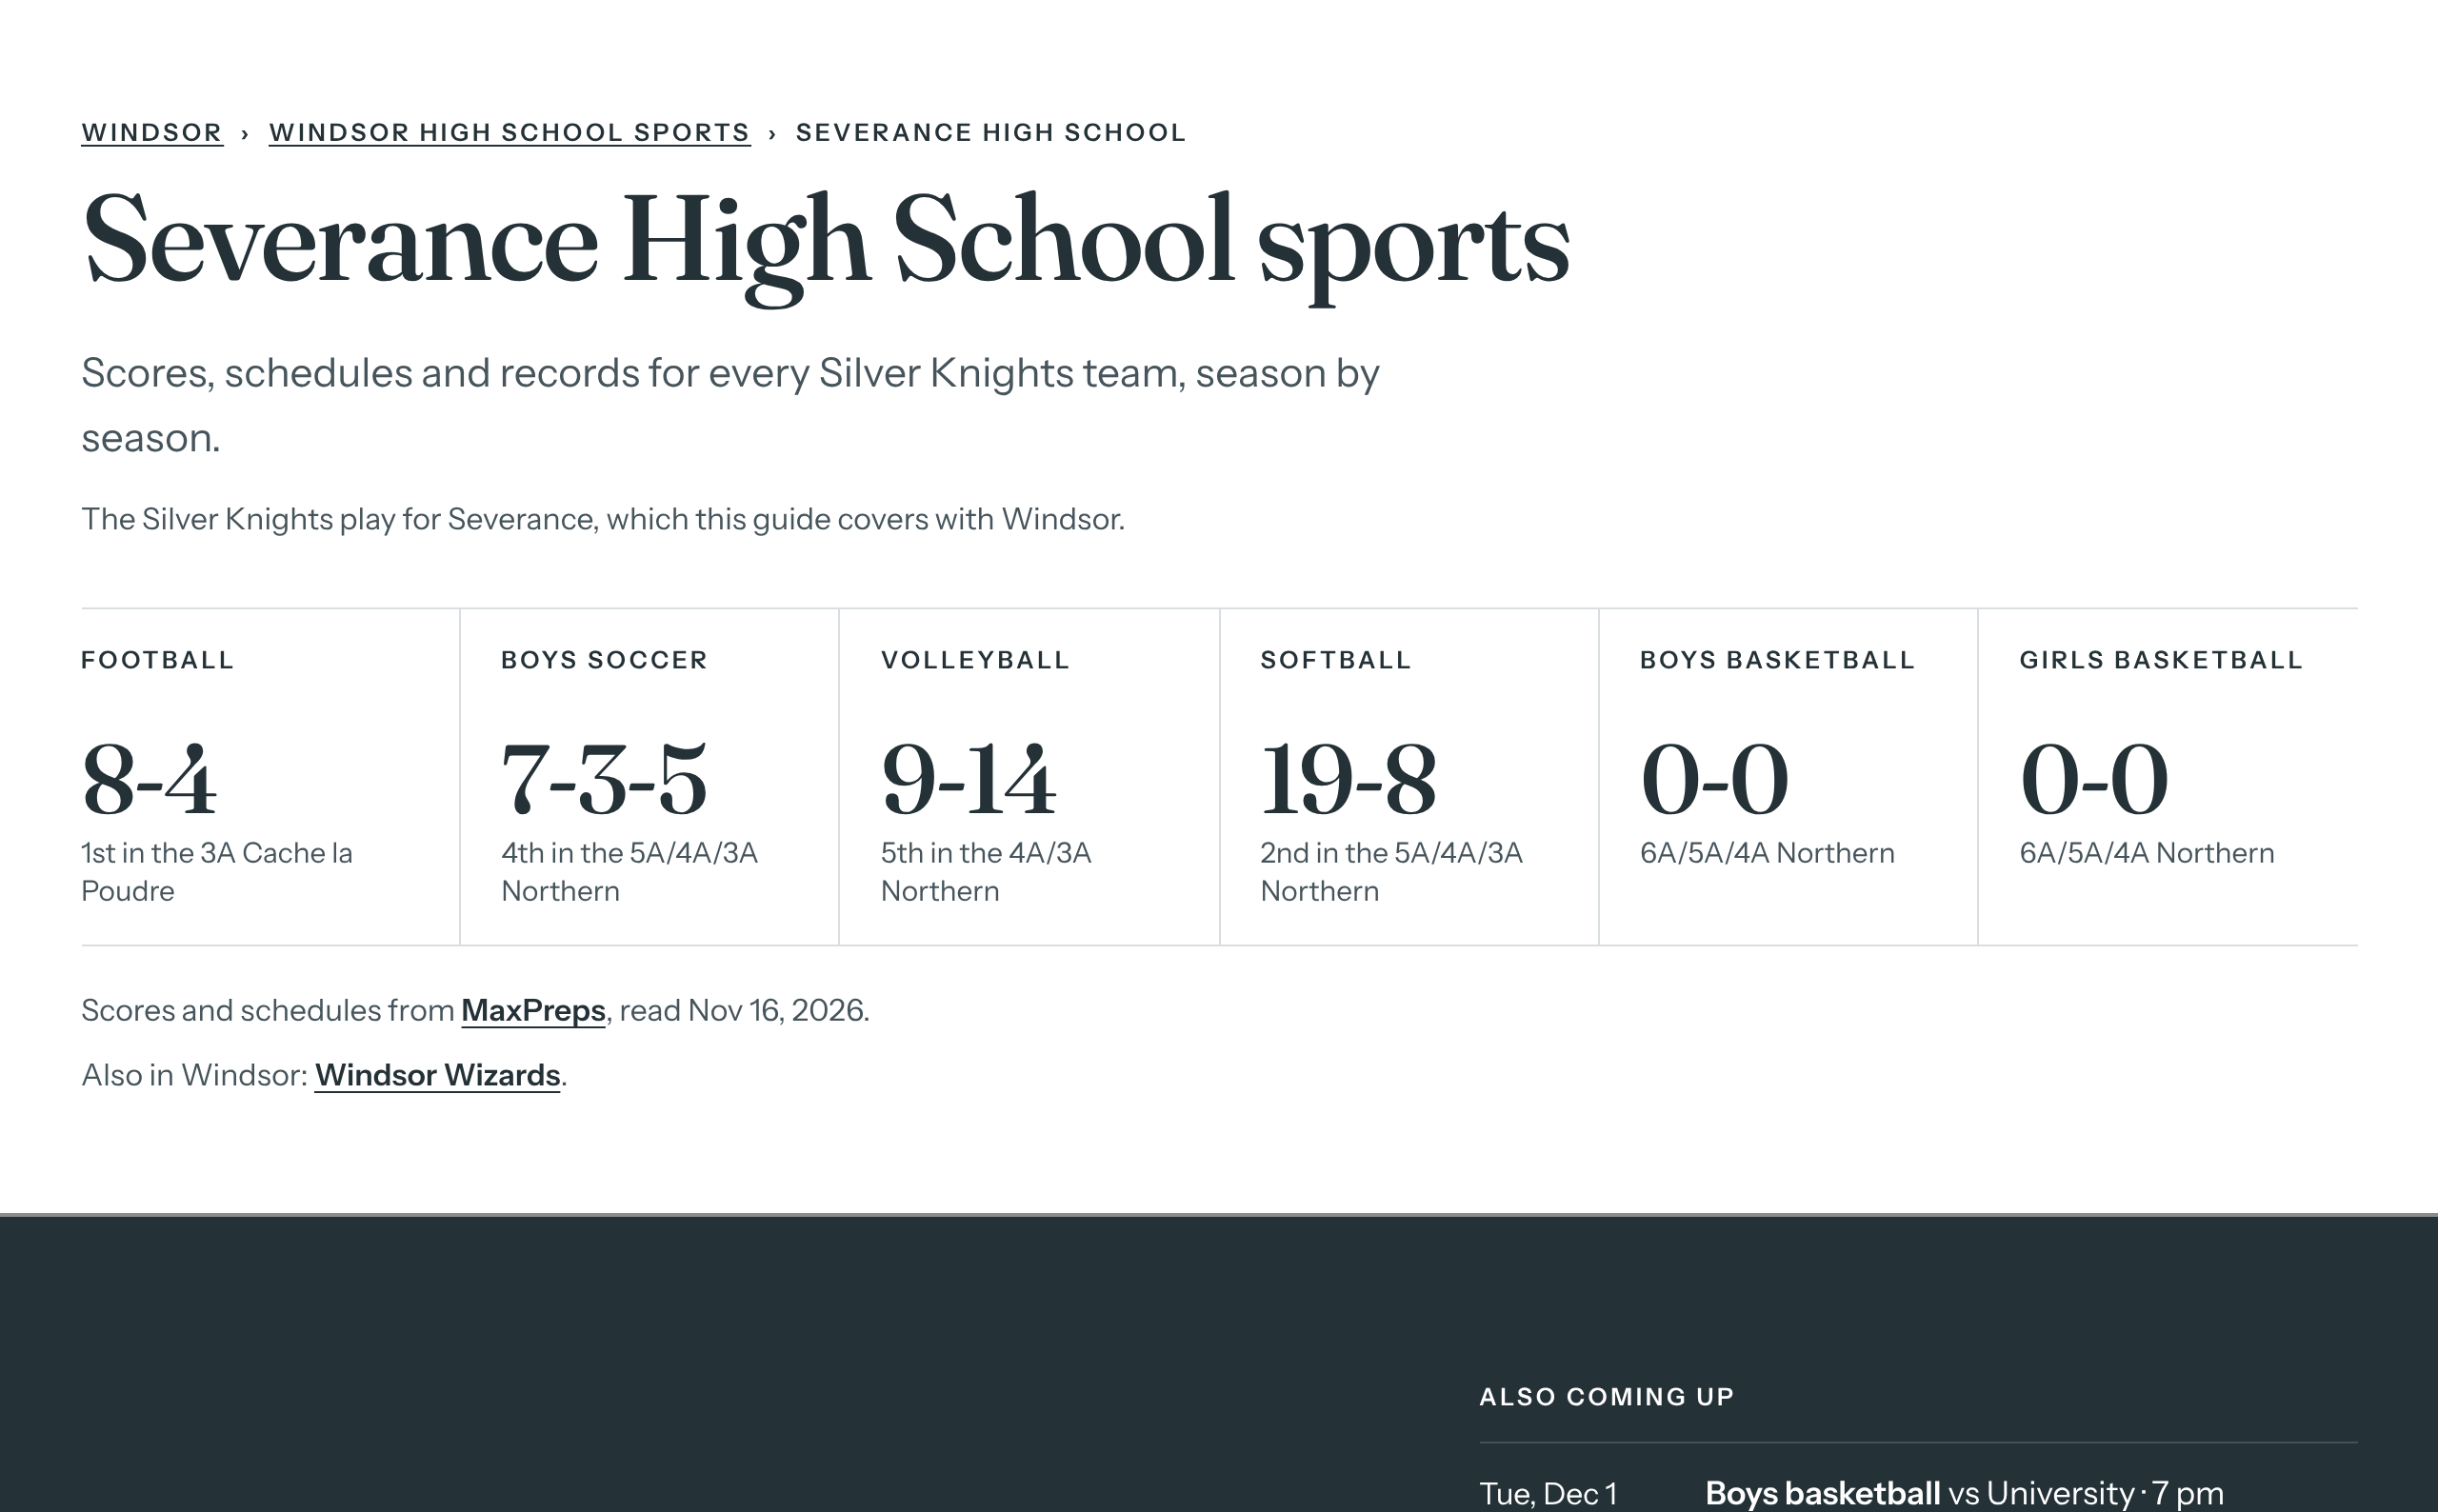 WINDSOR › WINDSOR HIGH SCHOOL SPORTS › SEVERANCE HIGH SCHOOL
Severance High School sports
Scores, schedules and records for every Silver Knights team, season by
season.
The Silver Knights play for Severance, which this guide covers with Windsor.
FOOTBALL
8-4
1st in the 3A Cache la
Poudre
BOYS SOCCER
7-3-5
4th in the 5A/4A/3A
Northern
VOLLEYBALL
9-14
5th in the 4A/3A
Northern
SOFTBALL
19-8
2nd in the 5A/4A/3A
Northern
BOYS BASKETBALL
0-0
6A/5A/4A Northern
GIRLS BASKETBALL
0-0
6A/5A/4A Northern
Scores and schedules from MaxPreps, read Nov 16, 2026.
Also in Windsor: Windsor Wizards.
ALSO COMING UP
Tue, Dec 1 Boys basketball vs University · 7 pm